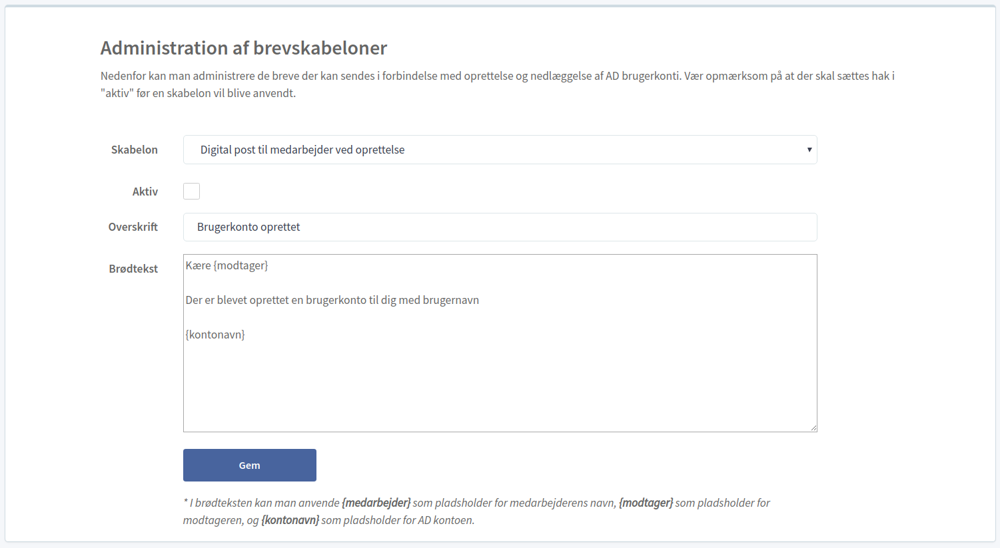 Administration af brevskabeloner
Nedenfor kan man administrere de breve der kan sendes i forbindelse med oprettelse og nedlæggelse af AD brugerkonti. Vær opmærksom på at der skal sættes hak i
"aktiv" før en skabelon vil blive anvendt.
Skabelon
Digital post til medarbejder ved oprettelse
Aktiv
Overskrift
Brugerkonto oprettet
Brødtekst
Kære {modtager}
Der er blevet oprettet en brugerkonto til dig med brugernavn
{kontonavn}
Gem
* I brødteksten kan man anvende {medarbejder} som pladsholder for medarbejderens navn, {modtager} som pladsholder for
modtageren, og {kontonavn} som pladsholder for AD kontoen.